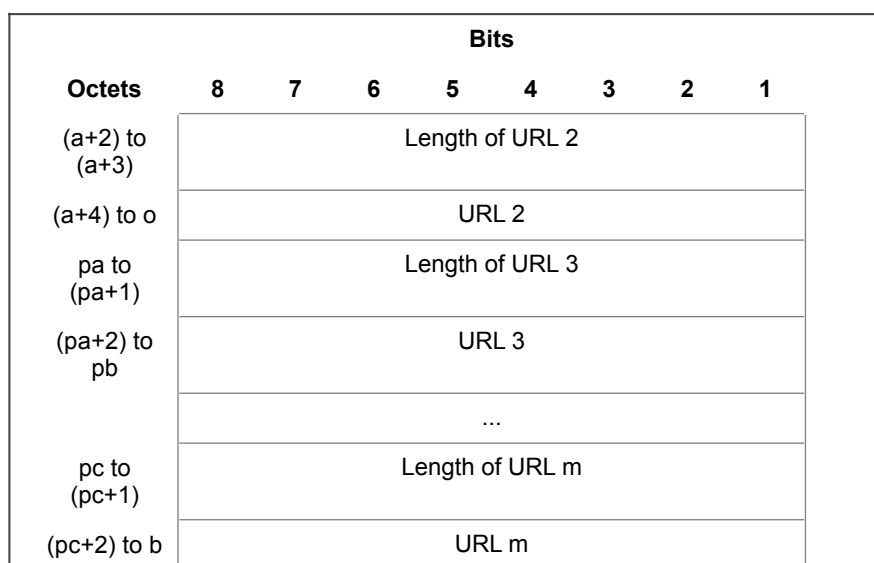 Bits
Octets 8 7 6 5 4 3 2 1
(a+2) to Length of URL 2
(a+3)
(a+4) to o URL 2
pa to Length of URL 3
(pa+1)
(pa+2) to URL 3
pb
...
pc to Length of URL m
(pc+1)
(pc+2) to b URL m